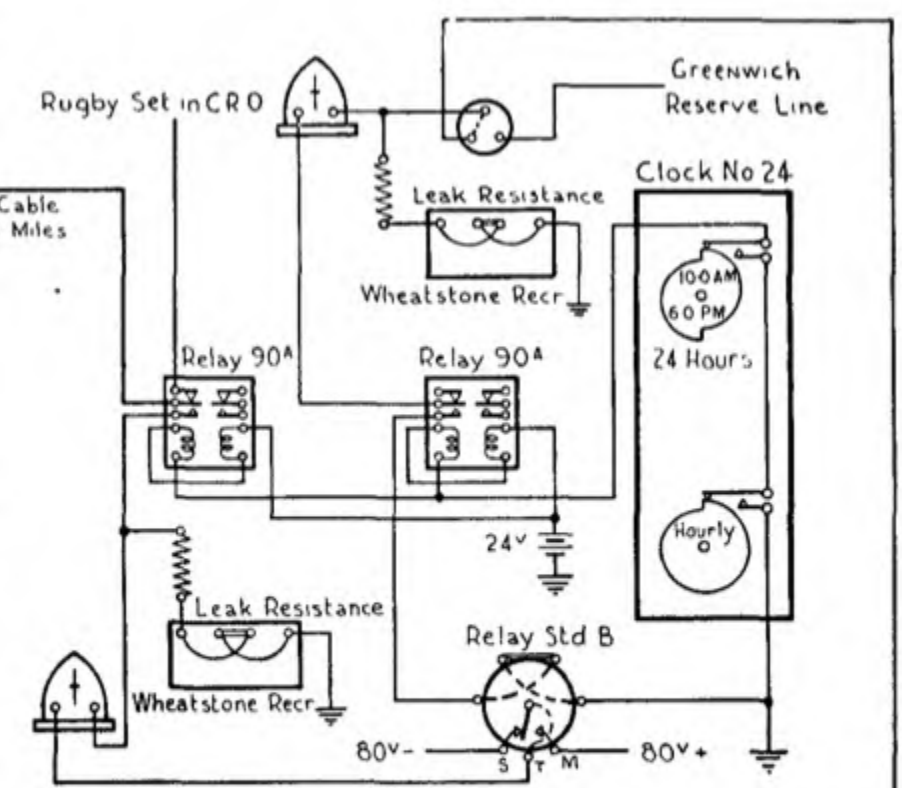 Rugby Set in CRO
Greenwich
Reserve Line
Cable
Miles
Clock No 24
Leak Resistance
Wheatstone Recr
10·0 AM
6·0 PM
24 Hours
Relay 90A
Relay 90A
Hourly
24v
Leak Resistance
Wheatstone Recr
Relay Std B
80v-
80v+
S
T
M